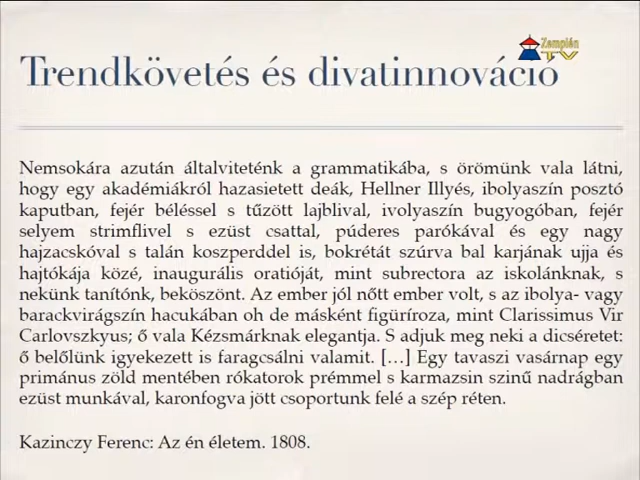 Zemplén
TV
Trendkövetés és divatinnováció
Nemsokára azután általviteténk a grammatikába, s örömünk vala látni,
hogy egy akadémiákról hazasietett deák, Hellner Illyés, ibolyaszín posztó
kaputban, fejér béléssel s tűzött lajblival, ivolyaszín bugyogóban, fejér
selyem strimflivel s ezüst csattal, púderes parókával és egy nagy
hajzacskóval s talán koszperddel is, bokrétát szúrva bal karjának ujja és
hajtókája közé, inaugurális oratióját, mint subrectora az iskolánknak, s
nekünk tanítónk, beköszönt. Az ember jól nőtt ember volt, s az ibolya- vagy
barackvirágszín hacukában oh de másként figüríroza, mint Clarissimus Vir
Carlovszkyus; ő vala Kézsmárknak elegantja. S adjuk meg neki a dicséretet:
ő belőlünk igyekezett is faragcsálni valamit. [...] Egy tavaszi vasárnap egy
primánus zöld mentében rókatorok prémmel s karmazsin szinű nadrágban
ezüst munkával, karonfogva jött csoportunk felé a szép réten.
Kazinczy Ferenc: Az én életem. 1808.